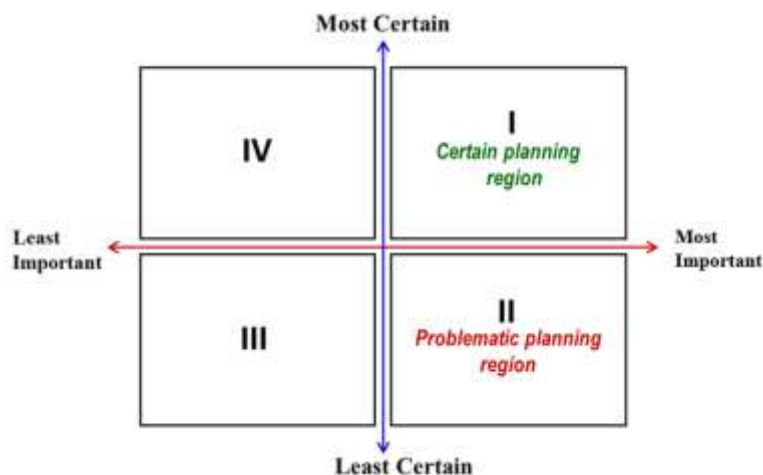 Most Certain
IV
I
Certain planning
region
Least
Important
Most
Important
III
II
Problematic planning
region
Least Certain